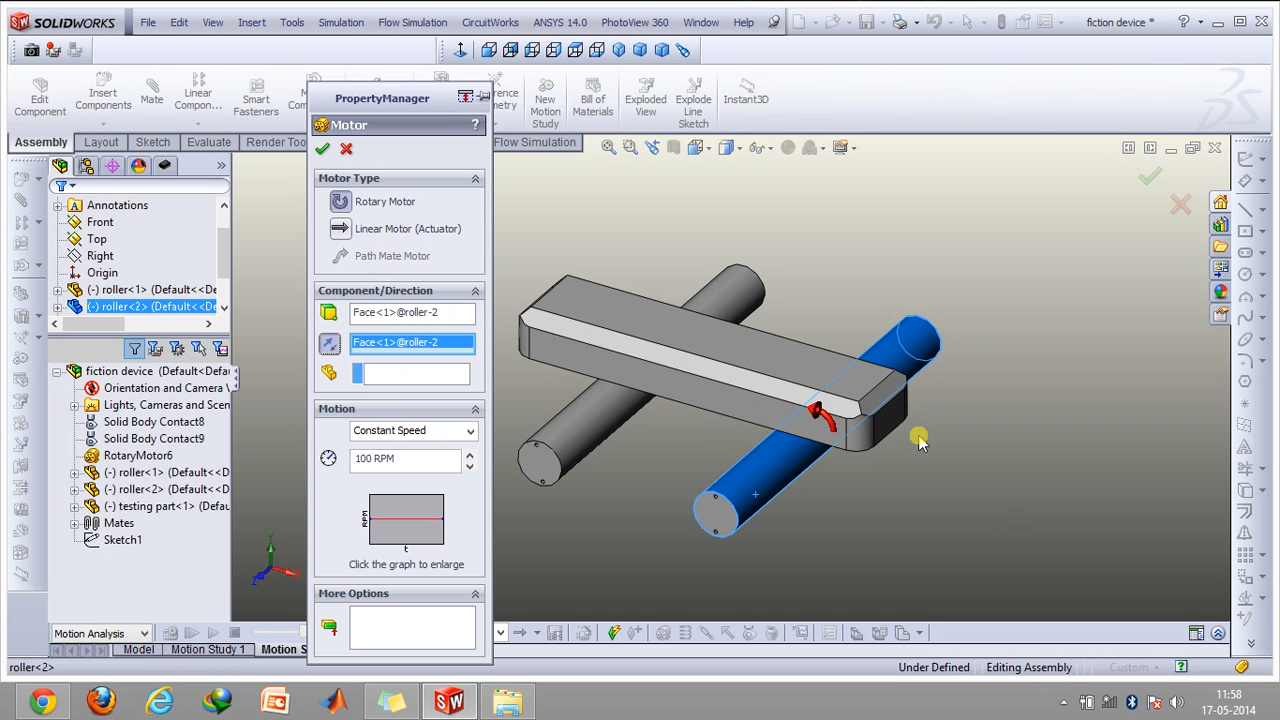 SOLIDWORKS
File Edit View Insert Tools Simulation Flow Simulation CircuitWorks ANSYS 14.0 PhotoView 360 Window Help
fiction device *
Edit Component
Insert Components
Mate
Linear Compon...
Smart Fasteners
New Motion Study
Bill of Materials
Exploded View
Explode Line Sketch
Instant3D
Assembly Layout Sketch Evaluate Render Too Flow Simulation
PropertyManager
Motor ?
Motor Type
Rotary Motor
Linear Motor (Actuator)
Path Mate Motor
Component/Direction
Face<1>@roller-2
Face<1>@roller-2
Motion
Constant Speed
100 RPM
RPM
t
Click the graph to enlarge
More Options
Annotations
Front
Top
Right
Origin
(-) roller<1> (Default<<De
(-) roller<2> (Default<<De
fiction device (Default<Defau
Orientation and Camera
Lights, Cameras and Scen
Solid Body Contact8
Solid Body Contact9
RotaryMotor6
(-) roller<1> (Default<<D
(-) roller<2> (Default<<D
(-) testing part<1> (Defau
Mates
Sketch1
Motion Analysis
Model Motion Study 1 Motion S
roller<2>
Under Defined Editing Assembly Custom
11:58
17-05-2014